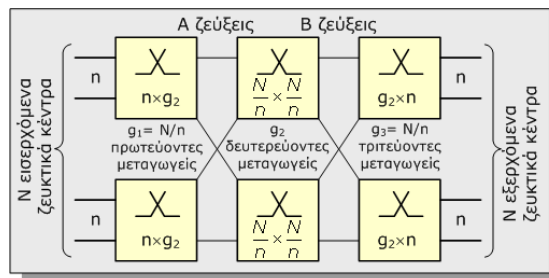 Α ζεύξεις Β ζεύξεις
Ν εισερχόμενα
ζευκτικά κέντρα
n
n×g₂
N/n × N/n
g₂×n
n
g₁= N/n
πρωτεύοντες
μεταγωγείς
g₂
δευτερεύοντες
μεταγωγείς
g₃= N/n
τριτεύοντες
μεταγωγείς
n
n×g₂
N/n × N/n
g₂×n
n
Ν εξερχόμενα
ζευκτικά κέντρα